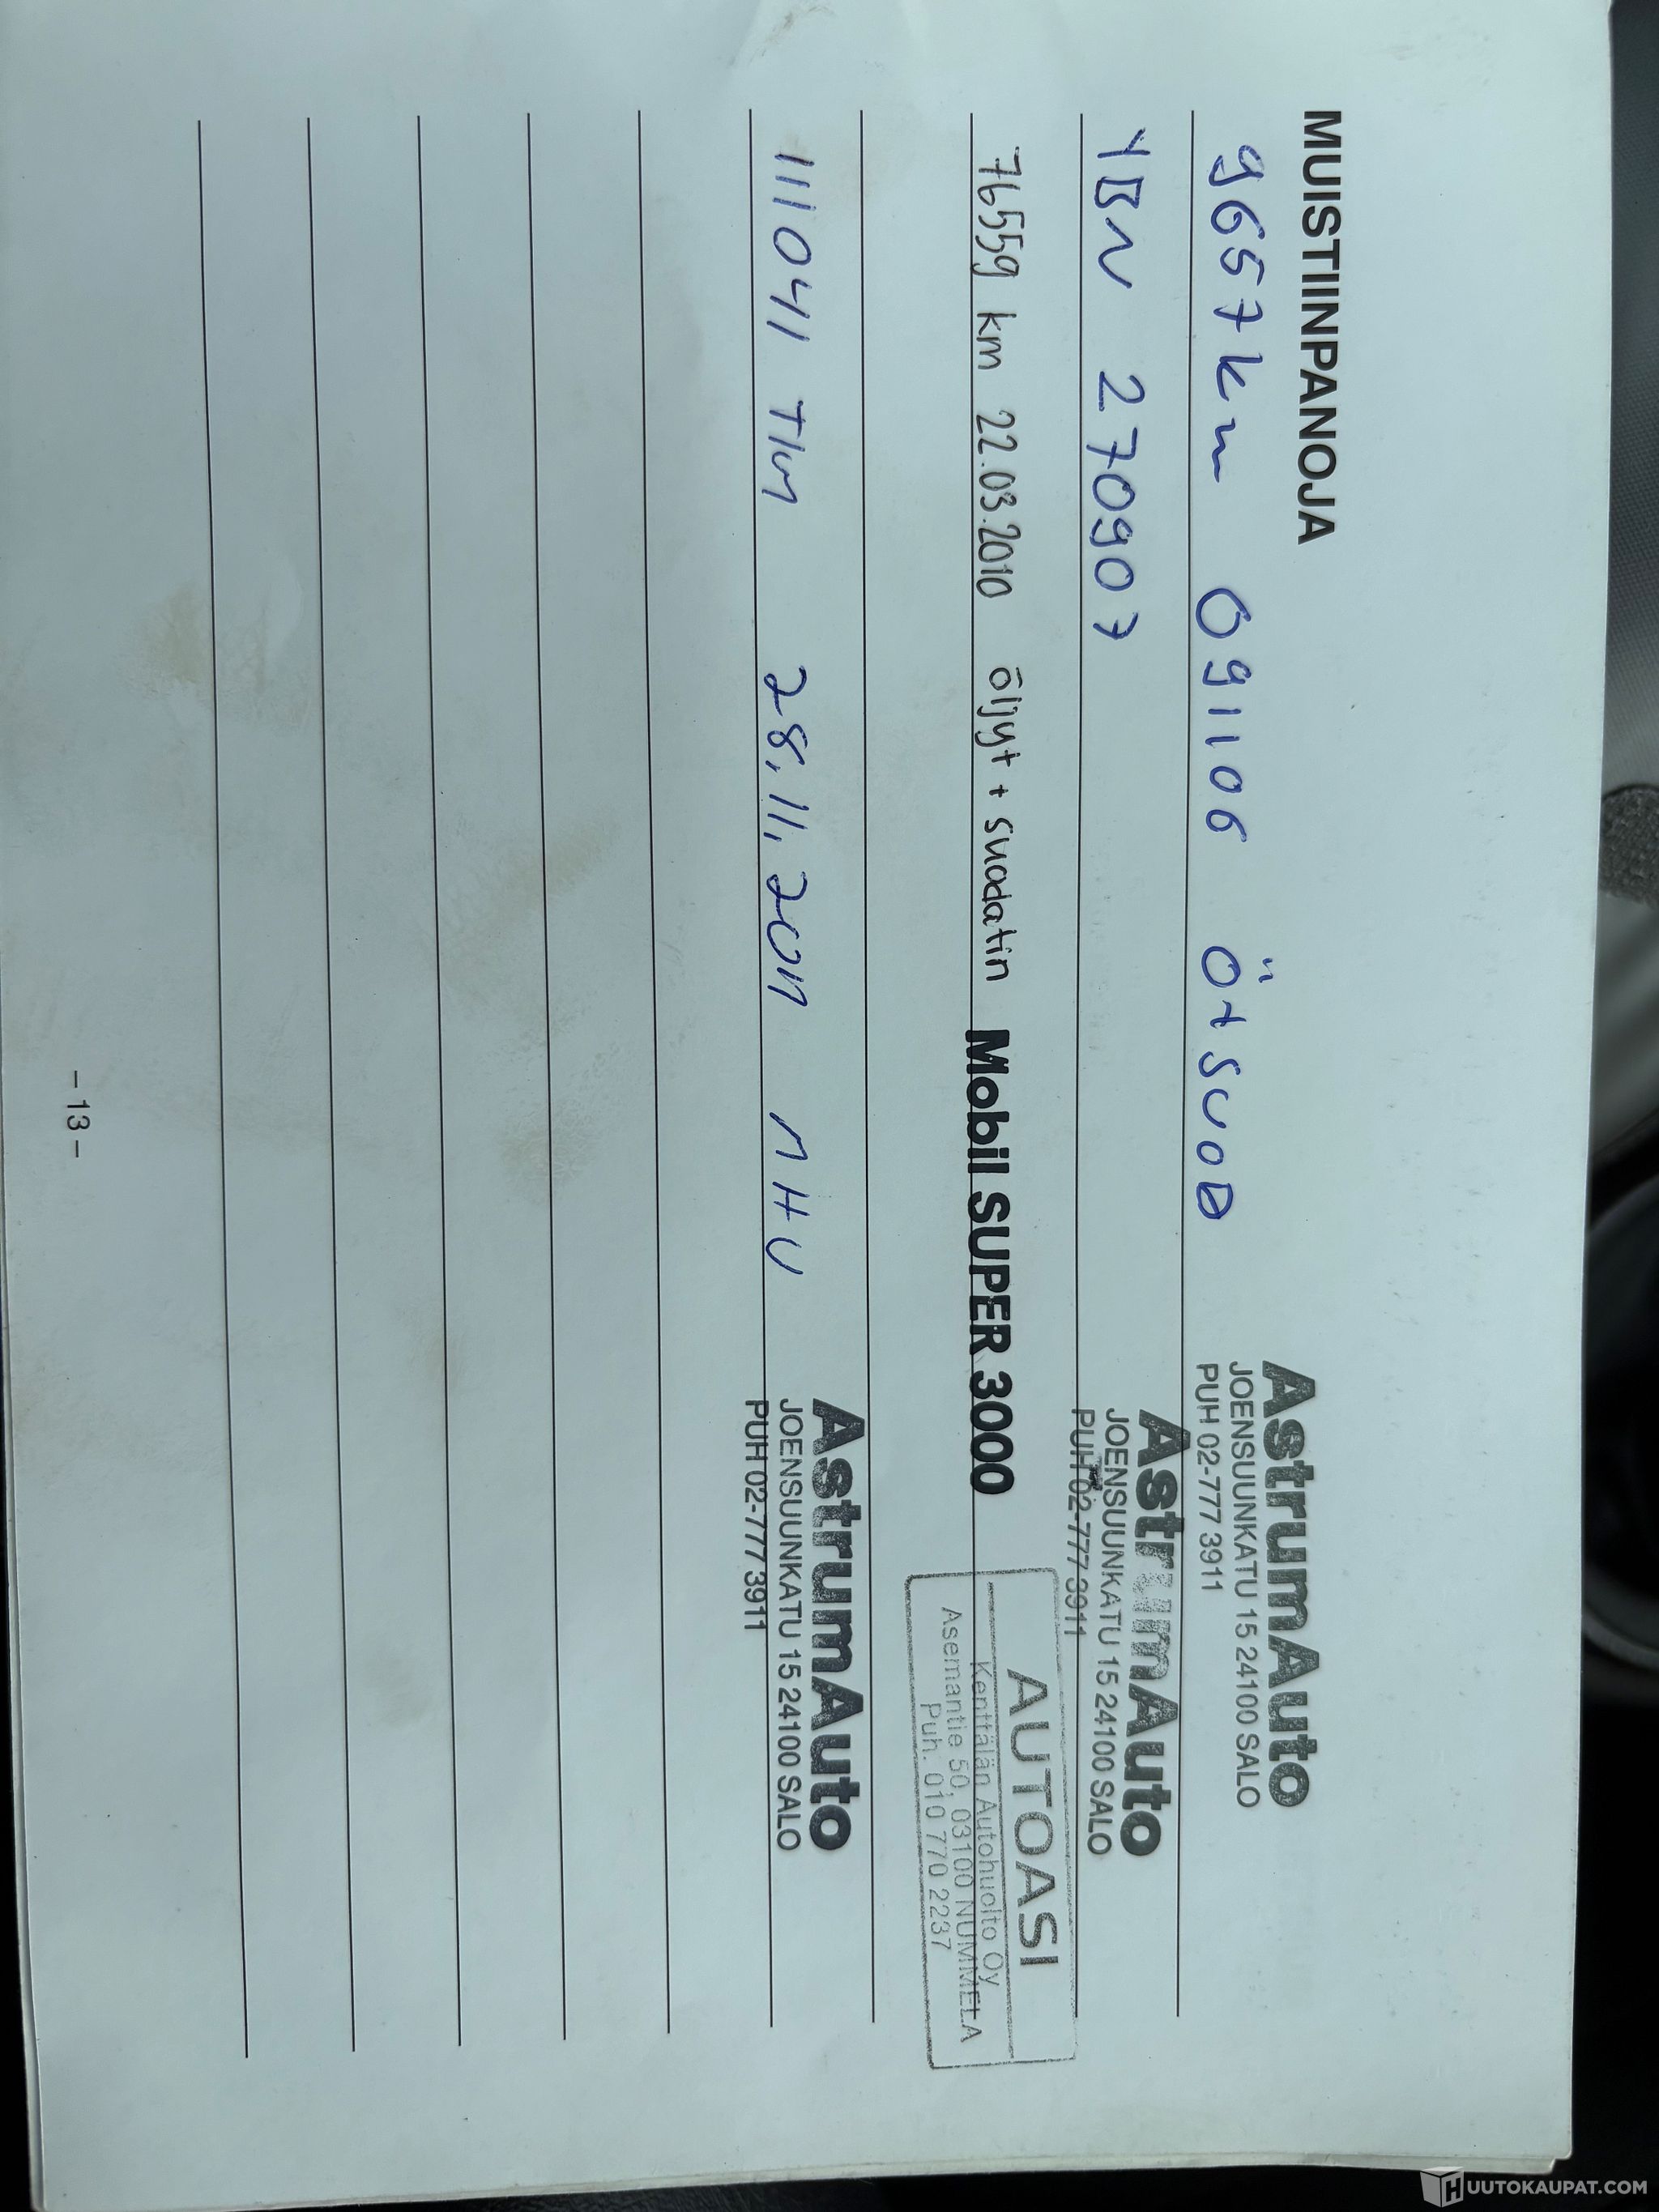 MUISTIINPANOJA
9657km 091106 Ö+SUOD
AstrumAuto
JOENSUUNKATU 15 24100 SALO
PUH 02-777 3911
YBN 270907
AstrumAuto
JOENSUUNKATU 15 24100 SALO
PUH 02-777 3911
76559 km 22.03.2010 öljyt + suodatin Mobil SUPER 3000
AUTOASI
Kenttälän Autohuolto Oy
Asemantie 50, 03100 NUMMELA
Puh. 010 770 2237
111041 TKM 28.11.2011 MHU
AstrumAuto
JOENSUUNKATU 15 24100 SALO
PUH 02-777 3911
– 13 –
HUUTOKAUPAT.COM